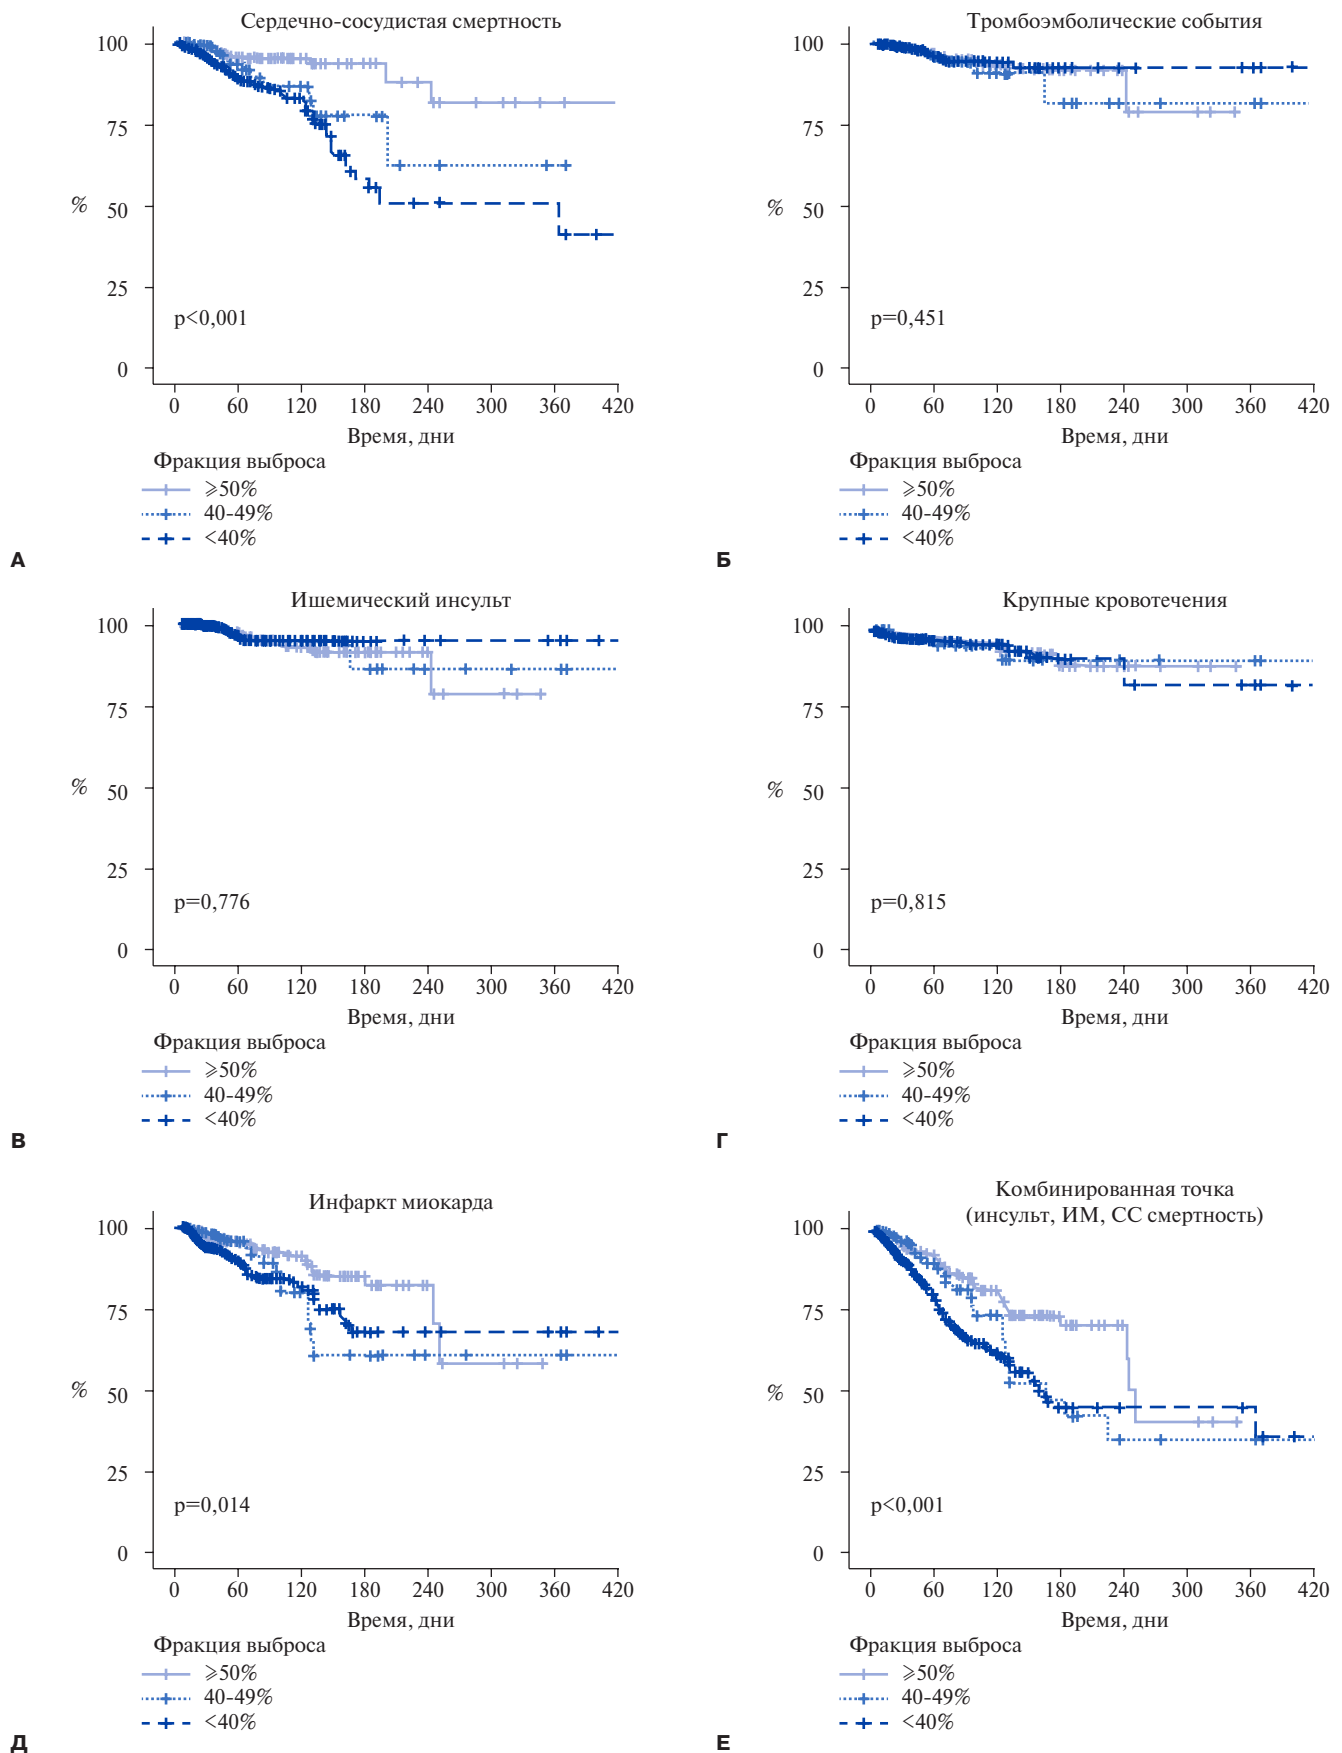 Сердечно-сосудистая смертность
100
75
%
50
25
p<0,001
0
0 60 120 180 240 300 360 420
Время, дни
Фракция выброса
⩾50%
40-49%
<40%
А
Тромбоэмболические события
100
75
%
50
25
p=0,451
0
0 60 120 180 240 300 360 420
Время, дни
Фракция выброса
⩾50%
40-49%
<40%
Б
Ишемический инсульт
100
75
%
50
25
p=0,776
0
0 60 120 180 240 300 360 420
Время, дни
Фракция выброса
⩾50%
40-49%
<40%
В
Крупные кровотечения
100
75
%
50
25
p=0,815
0
0 60 120 180 240 300 360 420
Время, дни
Фракция выброса
⩾50%
40-49%
<40%
Г
Инфаркт миокарда
100
75
%
50
25
p=0,014
0
0 60 120 180 240 300 360 420
Время, дни
Фракция выброса
⩾50%
40-49%
<40%
Д
Комбинированная точка
(инсульт, ИМ, СС смертность)
100
75
%
50
25
p<0,001
0
0 60 120 180 240 300 360 420
Время, дни
Фракция выброса
⩾50%
40-49%
<40%
Е